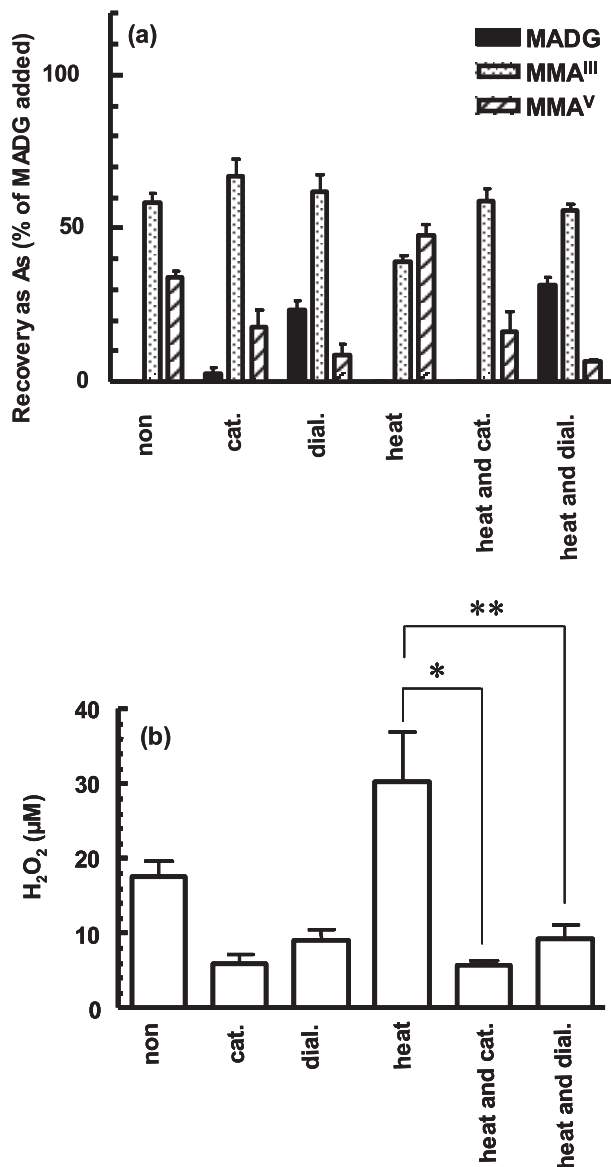 (a)
MADG
MMAIII
MMAV
Recovery as As (% of MADG added)
100
50
0
non
cat.
dial.
heat
heat and cat.
heat and dial.
**
*
(b)
H2O2 (µM)
40
30
20
10
0
non
cat.
dial.
heat
heat and cat.
heat and dial.